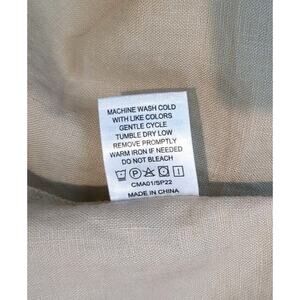 MACHINE WASH COLD
WITH LIKE COLORS
GENTLE CYCLE
TUMBLE DRY LOW
REMOVE PROMPTLY
WARM IRON IF NEEDED
DO NOT BLEACH
CMA01/SP22
MADE IN CHINA